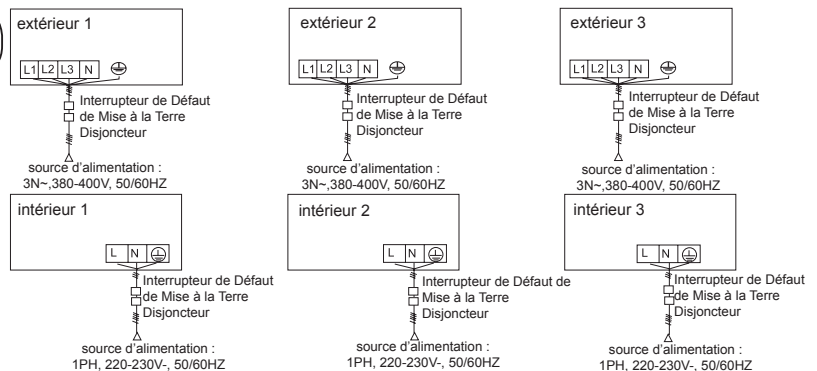 extérieur 1
L1 L2 L3 N
Interrupteur de Défaut
de Mise à la Terre
Disjoncteur
source d'alimentation :
3N~,380-400V, 50/60HZ
extérieur 2
L1 L2 L3 N
Interrupteur de Défaut
de Mise à la Terre
Disjoncteur
source d'alimentation :
3N~,380-400V, 50/60HZ
extérieur 3
L1 L2 L3 N
Interrupteur de Défaut
de Mise à la Terre
Disjoncteur
source d'alimentation :
3N~,380-400V, 50/60HZ
intérieur 1
L N
Interrupteur de Défaut
de Mise à la Terre
Disjoncteur
source d'alimentation :
1PH, 220-230V-, 50/60HZ
intérieur 2
L N
Interrupteur de Défaut de
Mise à la Terre
Disjoncteur
source d'alimentation :
1PH, 220-230V-, 50/60HZ
intérieur 3
L N
Interrupteur de Défaut
de Mise à la Terre
Disjoncteur
source d'alimentation :
1PH, 220-230V-, 50/60HZ